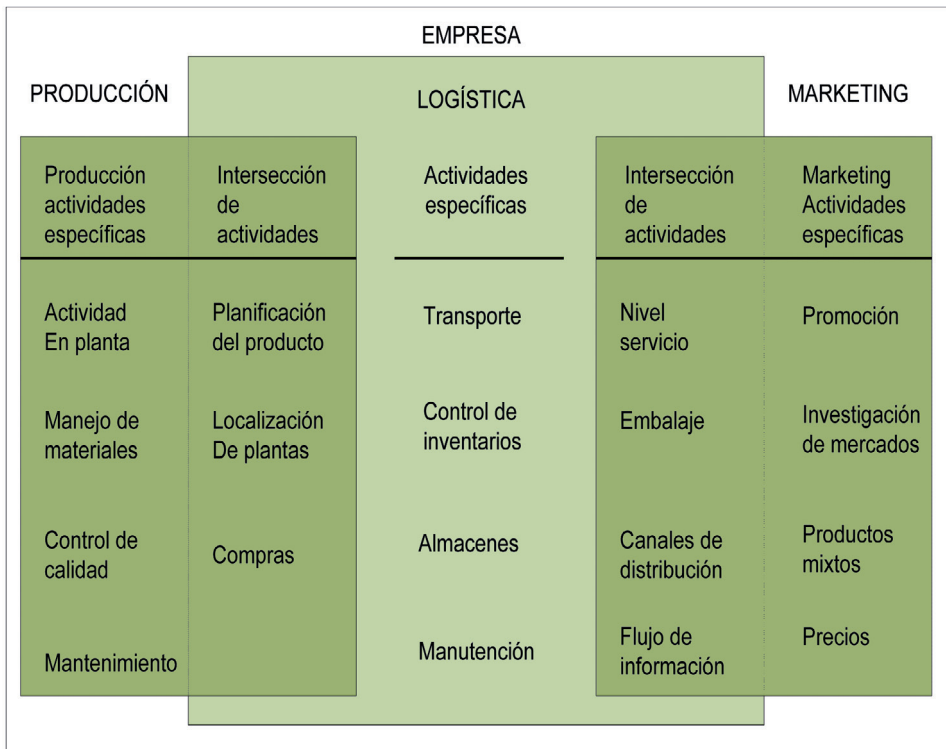 EMPRESA
PRODUCCIÓN
LOGÍSTICA
MARKETING
Producción
actividades
específicas
Intersección
de
actividades
Actividades
específicas
Intersección
de
actividades
Marketing
Actividades
específicas
Actividad
En planta
Planificación
del producto
Transporte
Nivel
servicio
Promoción
Manejo de
materiales
Localización
De plantas
Control de
inventarios
Embalaje
Investigación
de mercados
Control de
calidad
Compras
Almacenes
Canales de
distribución
Productos
mixtos
Mantenimiento
Manutención
Flujo de
información
Precios